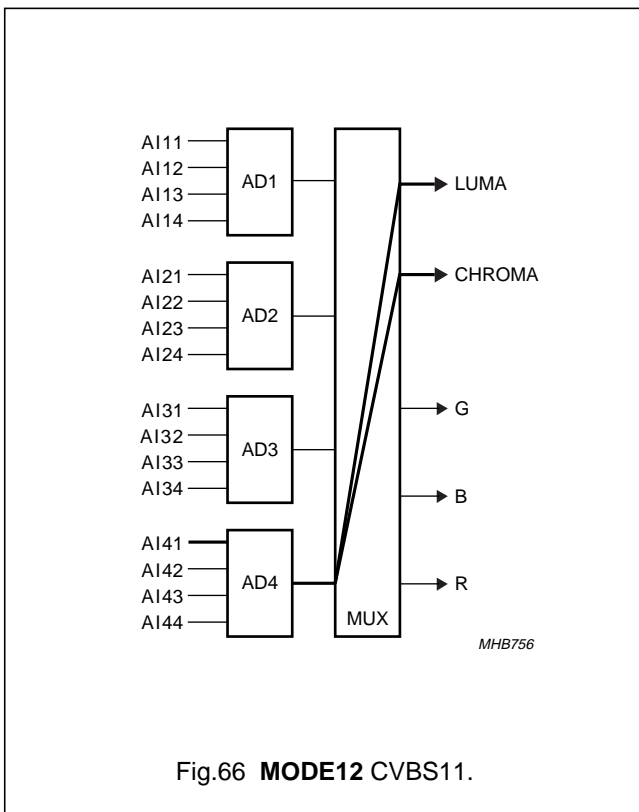 AI11
AI12
AI13
AI14
AD1
LUMA
AI21
AI22
AI23
AI24
AD2
CHROMA
AI31
AI32
AI33
AI34
AD3
G
B
AI41
AI42
AI43
AI44
AD4
R
MUX
MHB756
Fig.66 MODE12 CVBS11.